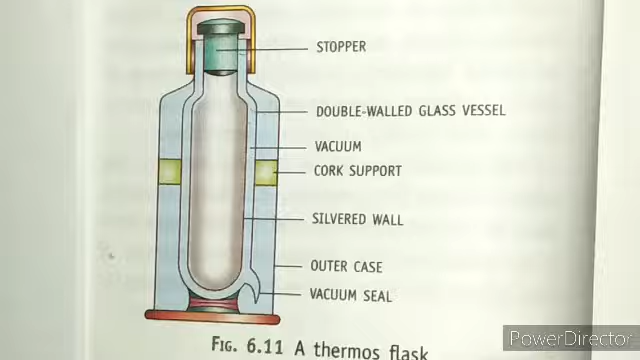 STOPPER
DOUBLE-WALLED GLASS VESSEL
VACUUM
CORK SUPPORT
SILVERED WALL
OUTER CASE
VACUUM SEAL
FIG. 6.11 A thermos flask
PowerDirector